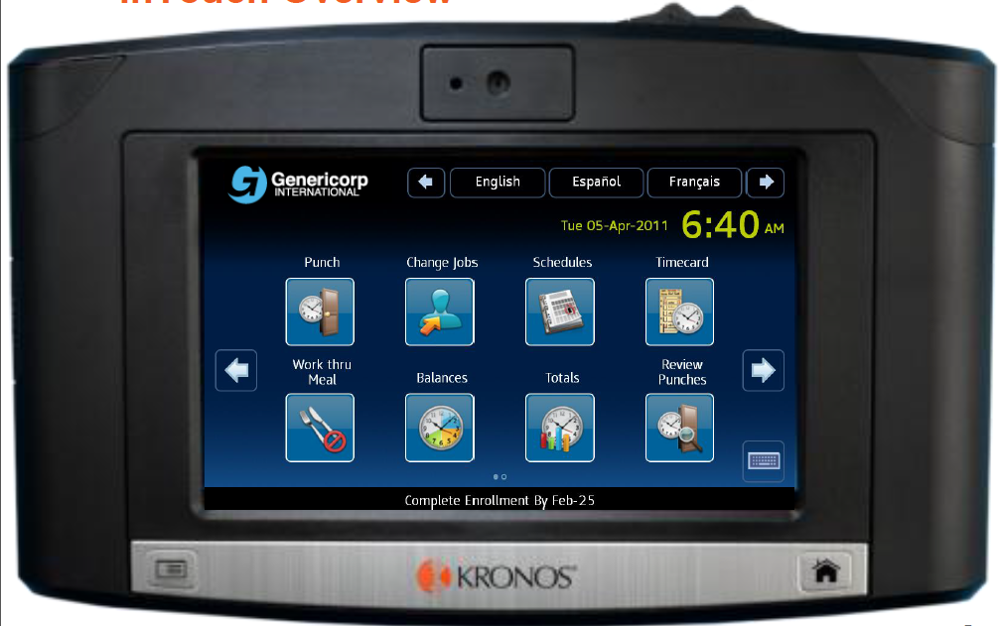 InTouch Overview
Genericorp
INTERNATIONAL
English Español Français
Tue 05-Apr-2011 6:40 AM
Punch Change Jobs Schedules Timecard
Work thru
Meal
Balances Totals
Review
Punches
Complete Enrollment By Feb-25
KRONOS